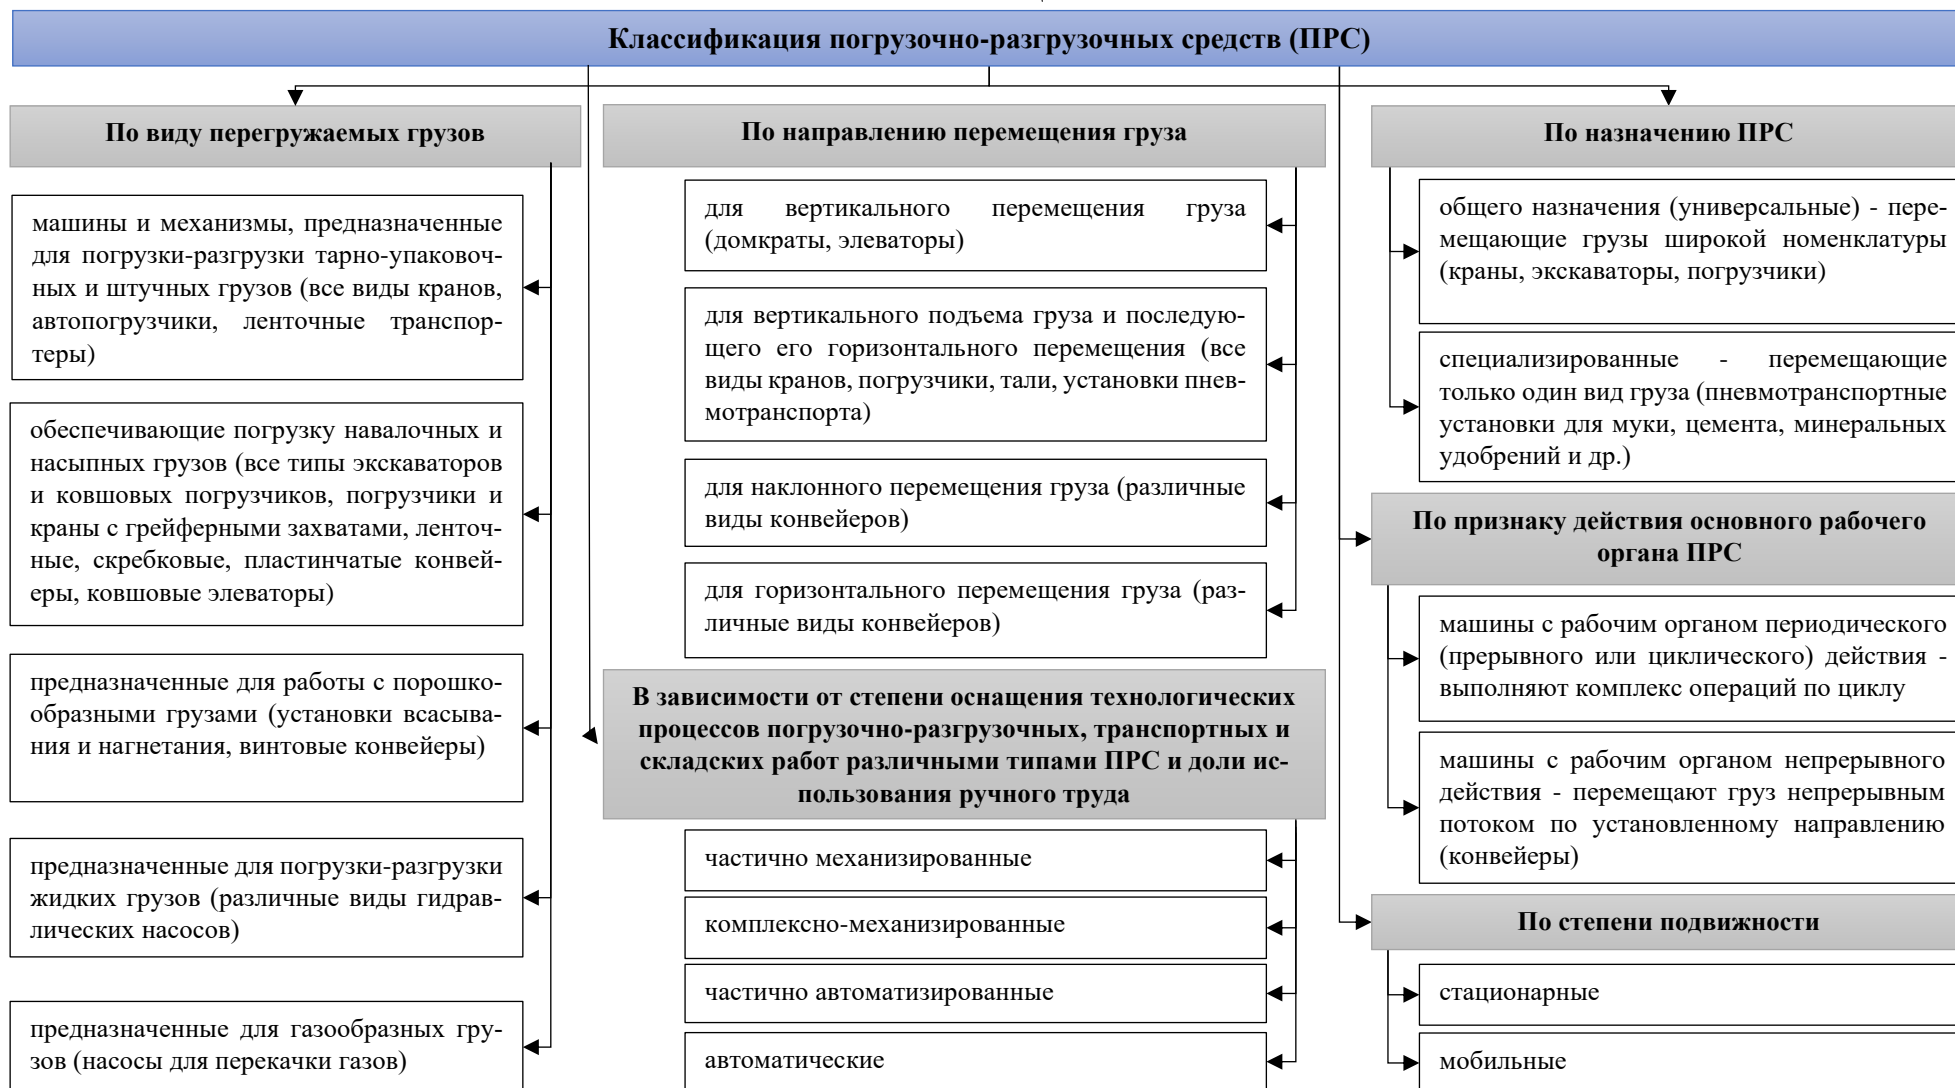 Классификация погрузочно-разгрузочных средств (ПРС)
По виду перегружаемых грузов
машины и механизмы, предназначенные
для погрузки-разгрузки тарно-упаковоч-
ных и штучных грузов (все виды кранов,
автопогрузчики, ленточные транспор-
теры)
обеспечивающие погрузку навалочных и
насыпных грузов (все типы экскаваторов
и ковшовых погрузчиков, погрузчики и
краны с грейферными захватами, ленточ-
ные, скребковые, пластинчатые конвей-
еры, ковшовые элеваторы)
предназначенные для работы с порошко-
образными грузами (установки всасыва-
ния и нагнетания, винтовые конвейеры)
предназначенные для погрузки-разгрузки
жидких грузов (различные виды гидрав-
лических насосов)
предназначенные для газообразных гру-
зов (насосы для перекачки газов)
По направлению перемещения груза
для вертикального перемещения груза
(домкраты, элеваторы)
для вертикального подъема груза и последую-
щего его горизонтального перемещения (все
виды кранов, погрузчики, тали, установки пнев-
мотранспорта)
для наклонного перемещения груза (различные
виды конвейеров)
для горизонтального перемещения груза (раз-
личные виды конвейеров)
В зависимости от степени оснащения технологических
процессов погрузочно-разгрузочных, транспортных и
складских работ различными типами ПРС и доли ис-
пользования ручного труда
частично механизированные
комплексно-механизированные
частично автоматизированные
автоматические
По назначению ПРС
общего назначения (универсальные) - пере-
мещающие грузы широкой номенклатуры
(краны, экскаваторы, погрузчики)
специализированные - перемещающие
только один вид груза (пневмотранспортные
установки для муки, цемента, минеральных
удобрений и др.)
По признаку действия основного рабочего
органа ПРС
машины с рабочим органом периодического
(прерывного или циклического) действия -
выполняют комплекс операций по циклу
машины с рабочим органом непрерывного
действия - перемещают груз непрерывным
потоком по установленному направлению
(конвейеры)
По степени подвижности
стационарные
мобильные